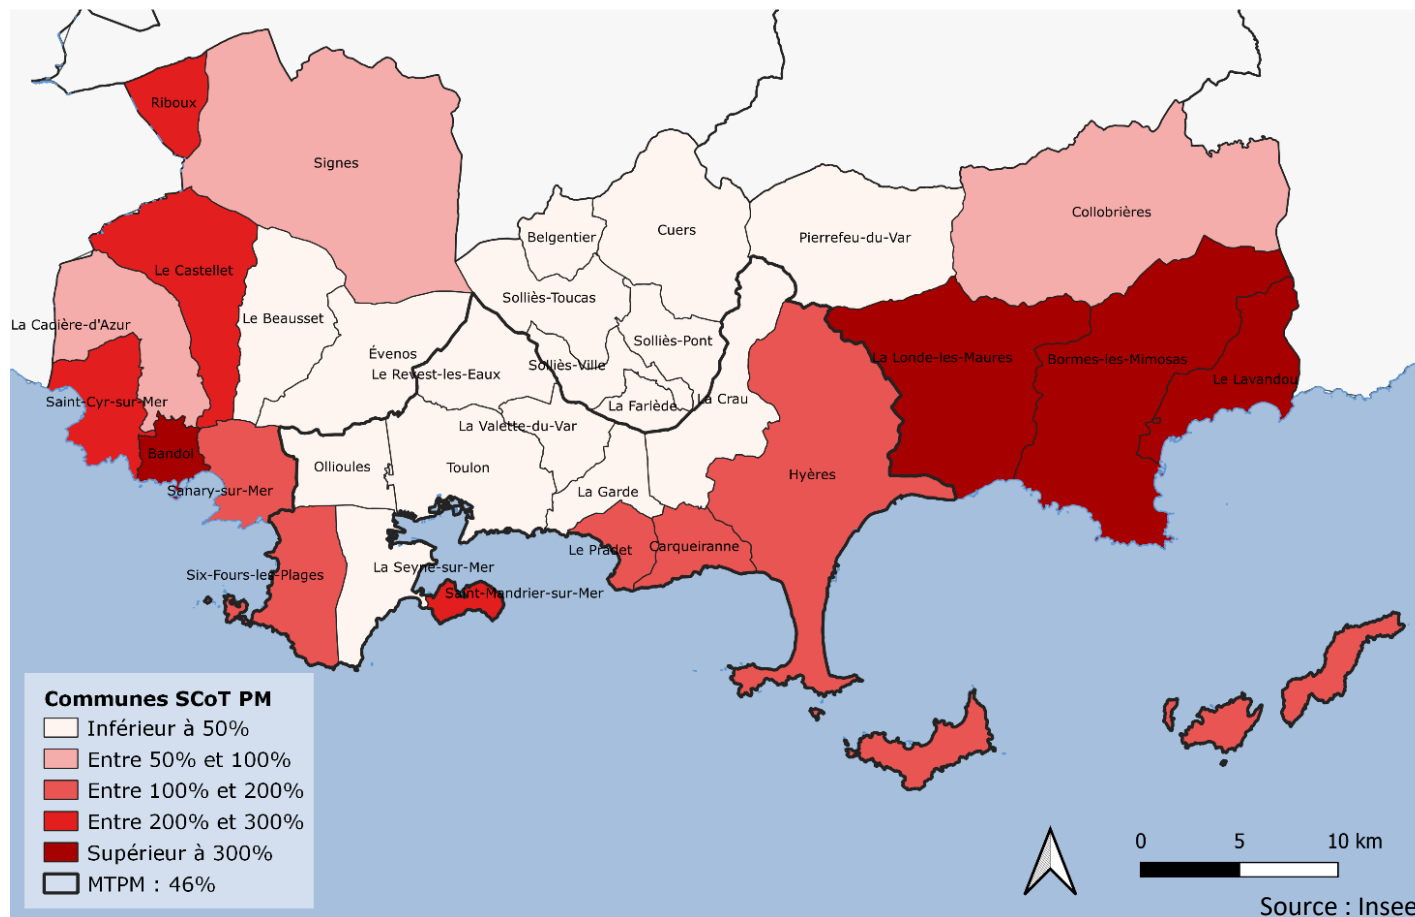 Riboux
Signes
Collobrières
Cuers
Belgentier
Pierrefeu-du-Var
Le Castellet
Solliès-Toucas
Le Beausset
La Cadière-d'Azur
Solliès-Pont
Évenos
La Londe-les-Maures
Bormes-les-Mimosas
Solliès-Ville
Le Revest-les-Eaux
Le Lavandou
Saint-Cyr-sur-Mer
La Crau
La Farlède
La Valette-du-Var
Bandol
Ollioules
Toulon
Hyères
Sanary-sur-Mer
La Garde
Le Pradet
Carqueiranne
Six-Fours-les-Plages
La Seyne-sur-Mer
Saint-Mandrier-sur-Mer
Communes SCoT PM
Inférieur à 50%
Entre 50% et 100%
Entre 100% et 200%
Entre 200% et 300%
Supérieur à 300%
MTPM : 46%
0 5 10 km
Source : Insee